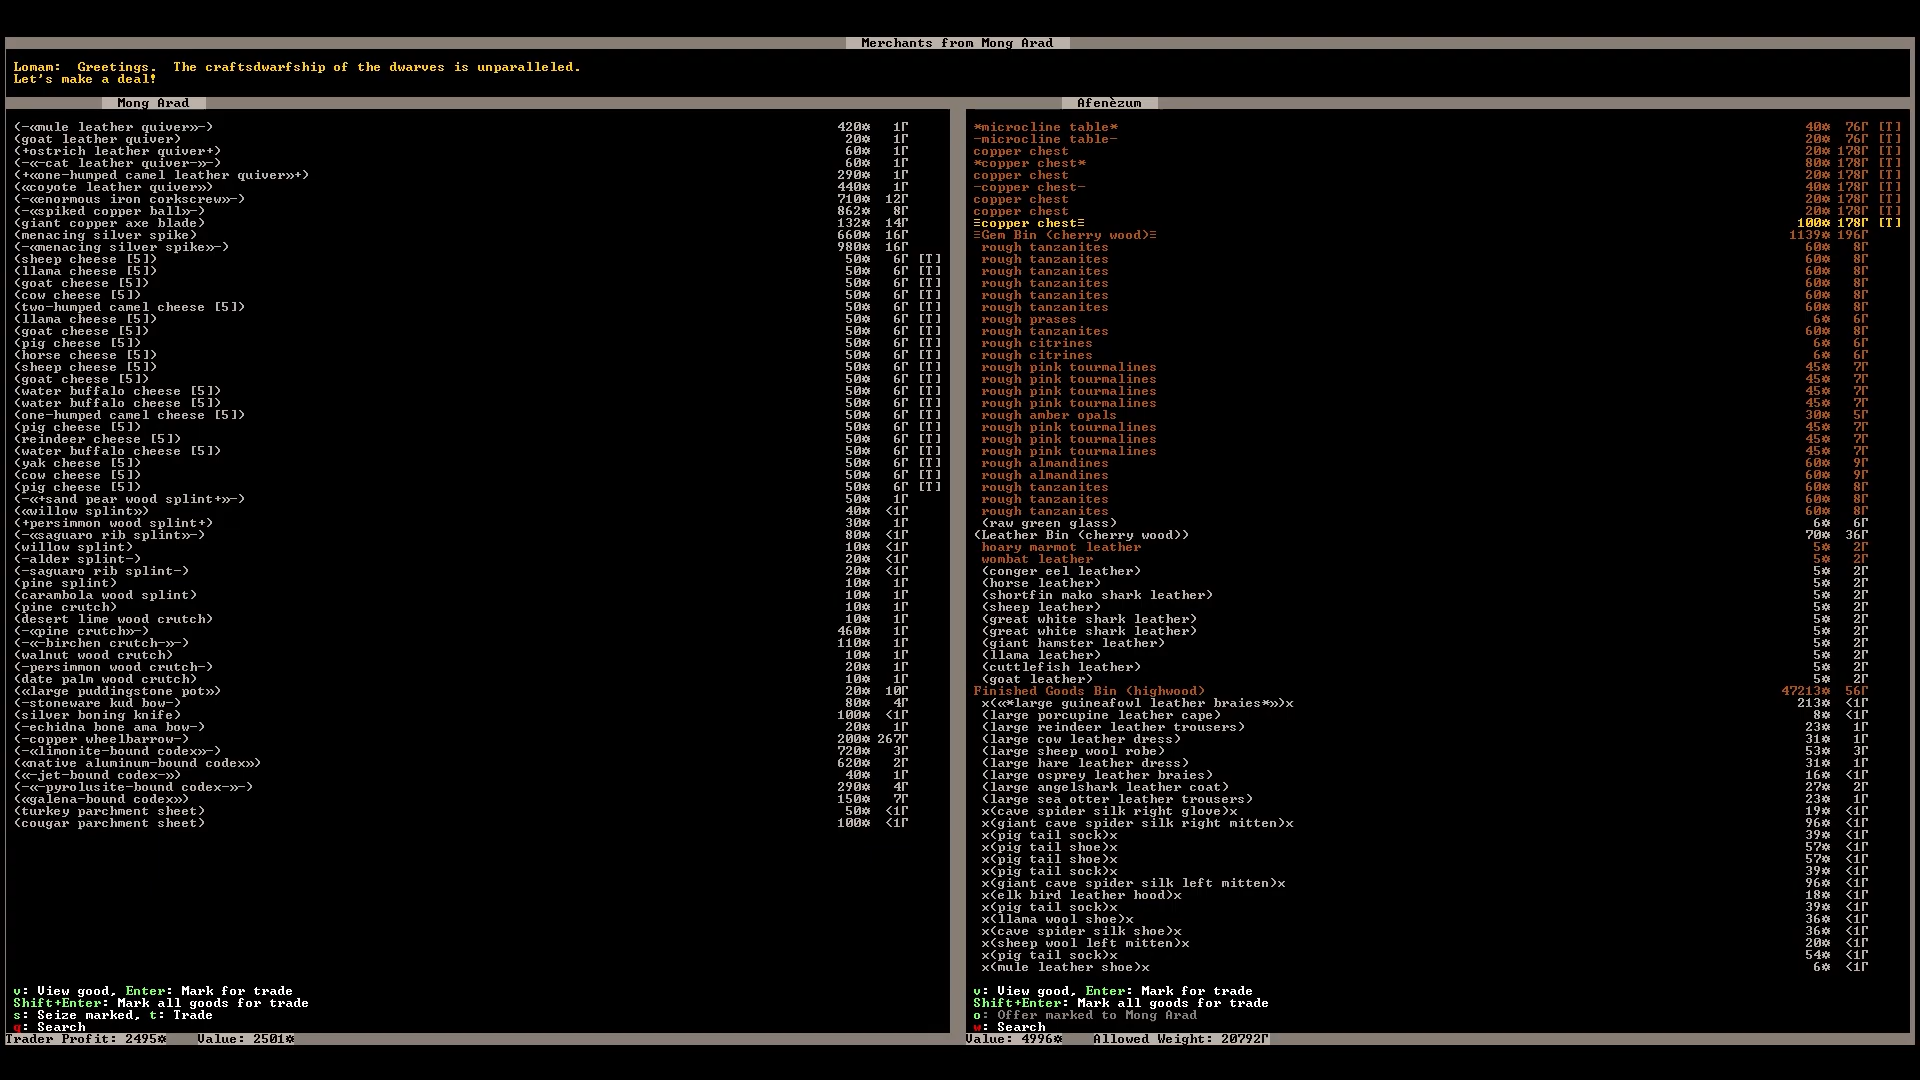 Merchants from Mong Arad
Lomam: Greetings. The craftsdwarfship of the dwarves is unparalleled.
Let's make a deal!
Mong Arad
(-«mule leather quiver»-) 420☼ 1Γ
(goat leather quiver) 20☼ 1Γ
(+ostrich leather quiver+) 60☼ 1Γ
(-«-cat leather quiver-»-) 60☼ 1Γ
(+«one-humped camel leather quiver»+) 290☼ 1Γ
(«coyote leather quiver») 440☼ 1Γ
(-«enormous iron corkscrew»-) 710☼ 12Γ
(-«spiked copper ball»-) 862☼ 8Γ
(giant copper axe blade) 132☼ 14Γ
(menacing silver spike) 660☼ 16Γ
(-«menacing silver spike»-) 980☼ 16Γ
(sheep cheese [5]) 50☼ 6Γ [T]
(llama cheese [5]) 50☼ 6Γ [T]
(goat cheese [5]) 50☼ 6Γ [T]
(cow cheese [5]) 50☼ 6Γ [T]
(two-humped camel cheese [5]) 50☼ 6Γ [T]
(llama cheese [5]) 50☼ 6Γ [T]
(goat cheese [5]) 50☼ 6Γ [T]
(pig cheese [5]) 50☼ 6Γ [T]
(horse cheese [5]) 50☼ 6Γ [T]
(sheep cheese [5]) 50☼ 6Γ [T]
(goat cheese [5]) 50☼ 6Γ [T]
(water buffalo cheese [5]) 50☼ 6Γ [T]
(water buffalo cheese [5]) 50☼ 6Γ [T]
(one-humped camel cheese [5]) 50☼ 6Γ [T]
(pig cheese [5]) 50☼ 6Γ [T]
(reindeer cheese [5]) 50☼ 6Γ [T]
(water buffalo cheese [5]) 50☼ 6Γ [T]
(yak cheese [5]) 50☼ 6Γ [T]
(cow cheese [5]) 50☼ 6Γ [T]
(pig cheese [5]) 50☼ 6Γ [T]
(-«+sand pear wood splint+»-) 50☼ 1Γ
(«willow splint») 40☼ <1Γ
(+persimmon wood splint+) 30☼ 1Γ
(-«saguaro rib splint»-) 80☼ <1Γ
(willow splint) 10☼ <1Γ
(-alder splint-) 20☼ <1Γ
(-saguaro rib splint-) 20☼ <1Γ
(pine splint) 10☼ 1Γ
(carambola wood splint) 10☼ 1Γ
(pine crutch) 10☼ 1Γ
(desert lime wood crutch) 10☼ 1Γ
(-«pine crutch»-) 460☼ 1Γ
(-«-birchen crutch-»-) 110☼ 1Γ
(walnut wood crutch) 10☼ 1Γ
(-persimmon wood crutch-) 20☼ 1Γ
(date palm wood crutch) 10☼ 1Γ
(«large puddingstone pot») 20☼ 10Γ
(-stoneware kud bow-) 80☼ 4Γ
(silver boning knife) 100☼ <1Γ
(-echidna bone ama bow-) 20☼ 1Γ
(-copper wheelbarrow-) 200☼ 267Γ
(-«limonite-bound codex»-) 720☼ 3Γ
(«native aluminum-bound codex») 620☼ 2Γ
(«-jet-bound codex-») 40☼ 1Γ
(-«-pyrolusite-bound codex-»-) 290☼ 4Γ
(«galena-bound codex») 150☼ 7Γ
(turkey parchment sheet) 50☼ <1Γ
(cougar parchment sheet) 100☼ <1Γ
v: View good, Enter: Mark for trade
Shift+Enter: Mark all goods for trade
s: Seize marked, t: Trade
q: Search
Trader Profit: 2495☼ Value: 2501☼
Afenèzum
*microcline table* 40☼ 76Γ [T]
-microcline table- 20☼ 76Γ [T]
copper chest 20☼ 178Γ [T]
*copper chest* 80☼ 178Γ [T]
copper chest 20☼ 178Γ [T]
-copper chest- 40☼ 178Γ [T]
copper chest 20☼ 178Γ [T]
copper chest 20☼ 178Γ [T]
≡copper chest≡ 100☼ 178Γ [T]
≡Gem Bin (cherry wood)≡ 1139☼ 196Γ
rough tanzanites 60☼ 8Γ
rough tanzanites 60☼ 8Γ
rough tanzanites 60☼ 8Γ
rough tanzanites 60☼ 8Γ
rough tanzanites 60☼ 8Γ
rough tanzanites 60☼ 8Γ
rough prases 6☼ 6Γ
rough tanzanites 60☼ 8Γ
rough citrines 6☼ 6Γ
rough citrines 6☼ 6Γ
rough pink tourmalines 45☼ 7Γ
rough pink tourmalines 45☼ 7Γ
rough pink tourmalines 45☼ 7Γ
rough pink tourmalines 45☼ 7Γ
rough amber opals 30☼ 5Γ
rough pink tourmalines 45☼ 7Γ
rough pink tourmalines 45☼ 7Γ
rough pink tourmalines 45☼ 7Γ
rough almandines 60☼ 9Γ
rough almandines 60☼ 9Γ
rough tanzanites 60☼ 8Γ
rough tanzanites 60☼ 8Γ
rough tanzanites 60☼ 8Γ
(raw green glass) 6☼ 6Γ
(Leather Bin (cherry wood)) 70☼ 36Γ
hoary marmot leather 5☼ 2Γ
wombat leather 5☼ 2Γ
(conger eel leather) 5☼ 2Γ
(horse leather) 5☼ 2Γ
(shortfin mako shark leather) 5☼ 2Γ
(sheep leather) 5☼ 2Γ
(great white shark leather) 5☼ 2Γ
(great white shark leather) 5☼ 2Γ
(giant hamster leather) 5☼ 2Γ
(llama leather) 5☼ 2Γ
(cuttlefish leather) 5☼ 2Γ
(goat leather) 5☼ 2Γ
Finished Goods Bin (highwood) 47213☼ 56Γ
x(«*large guineafowl leather braies*»)x 213☼ <1Γ
(large porcupine leather cape) 8☼ <1Γ
(large reindeer leather trousers) 23☼ 1Γ
(large cow leather dress) 31☼ 1Γ
(large sheep wool robe) 53☼ 3Γ
(large hare leather dress) 31☼ 1Γ
(large osprey leather braies) 16☼ <1Γ
(large angelshark leather coat) 27☼ 2Γ
(large sea otter leather trousers) 23☼ 1Γ
x(cave spider silk right glove)x 19☼ <1Γ
x(giant cave spider silk right mitten)x 96☼ <1Γ
x(pig tail sock)x 39☼ <1Γ
x(pig tail shoe)x 57☼ <1Γ
x(pig tail shoe)x 57☼ <1Γ
x(pig tail sock)x 39☼ <1Γ
x(giant cave spider silk left mitten)x 96☼ <1Γ
x(elk bird leather hood)x 18☼ <1Γ
x(pig tail sock)x 39☼ <1Γ
x(llama wool shoe)x 36☼ <1Γ
x(cave spider silk shoe)x 36☼ <1Γ
x(sheep wool left mitten)x 20☼ <1Γ
x(pig tail sock)x 54☼ <1Γ
x(mule leather shoe)x 6☼ <1Γ
v: View good, Enter: Mark for trade
Shift+Enter: Mark all goods for trade
o: Offer marked to Mong Arad
w: Search
Value: 4996☼ Allowed Weight: 20792Γ